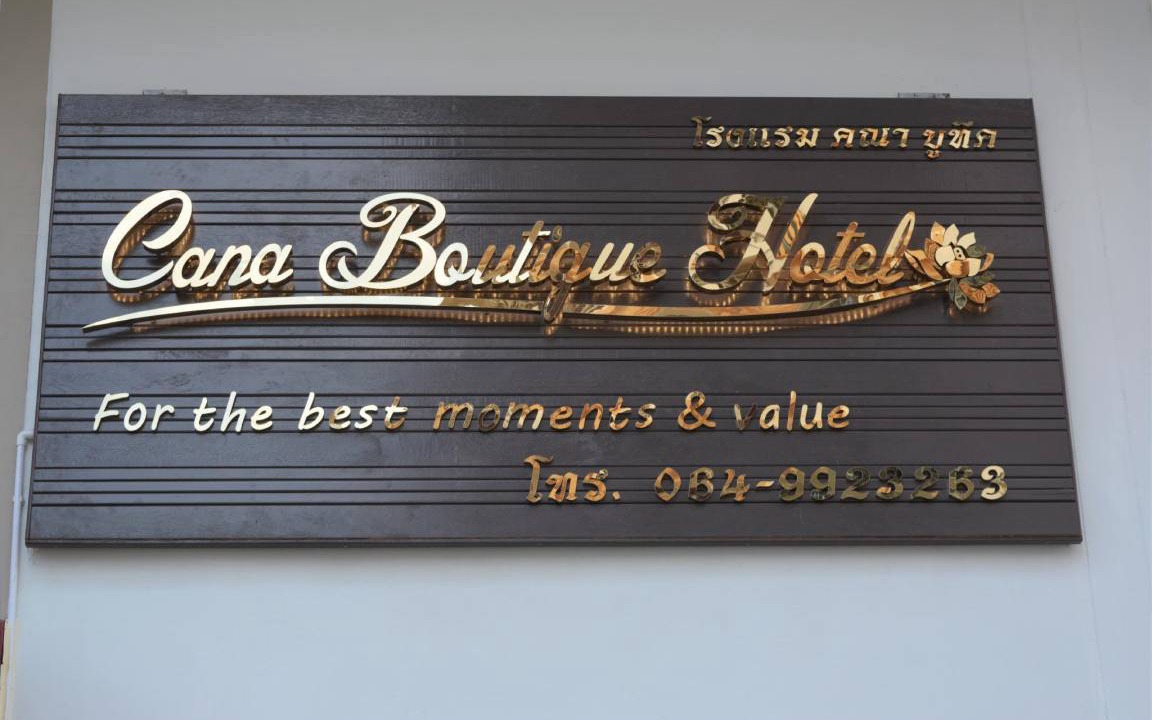 โรงแรม คณา บูทีค
Cana Boutique Hotel
For the best moments & value
โทร. 064-9923263